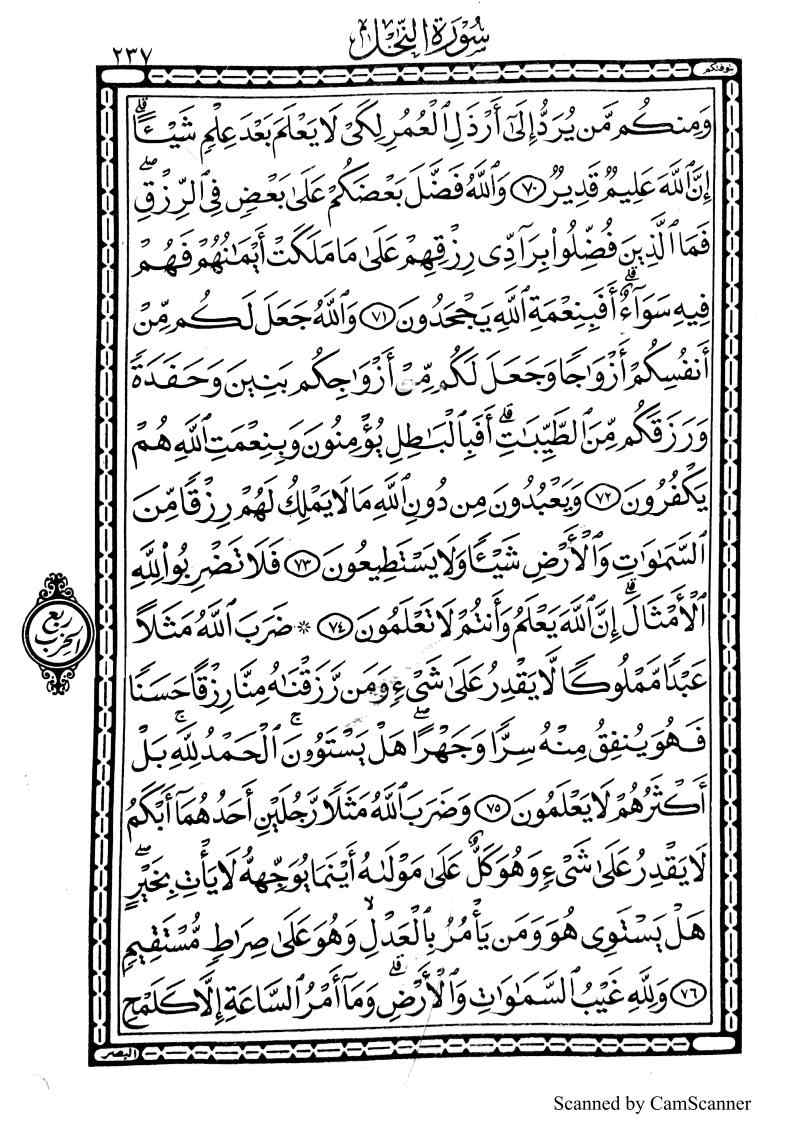 سورة النحل
٢٣٧
يتوفىكم
وَمِنكُم مَّن يُرَدُّ إِلَىٰٓ أَرْذَلِ ٱلْعُمُرِ لِكَىْ لَا يَعْلَمَ بَعْدَ عِلْمٍ شَيْـًٔا ۚ
إِنَّ ٱللَّهَ عَلِيمٌ قَدِيرٌ ۝٧٠ وَٱللَّهُ فَضَّلَ بَعْضَكُمْ عَلَىٰ بَعْضٍ فِى ٱلرِّزْقِ ۖ
فَمَا ٱلَّذِينَ فُضِّلُوا۟ بِرَآدِّى رِزْقِهِمْ عَلَىٰ مَا مَلَكَتْ أَيْمَـٰنُهُمْ فَهُمْ
فِيهِ سَوَآءٌ ۗ أَفَبِنِعْمَةِ ٱللَّهِ يَجْحَدُونَ ۝٧١ وَٱللَّهُ جَعَلَ لَكُم مِّنْ
أَنفُسِكُمْ أَزْوَٰجًا وَجَعَلَ لَكُم مِّنْ أَزْوَٰجِكُم بَنِينَ وَحَفَدَةً
وَرَزَقَكُم مِّنَ ٱلطَّيِّبَـٰتِ ۗ أَفَبِٱلْبَـٰطِلِ يُؤْمِنُونَ وَبِنِعْمَتِ ٱللَّهِ هُمْ
يَكْفُرُونَ ۝٧٢ وَيَعْبُدُونَ مِن دُونِ ٱللَّهِ مَا لَا يَمْلِكُ لَهُمْ رِزْقًا مِّنَ
ٱلسَّمَـٰوَٰتِ وَٱلْأَرْضِ شَيْـًٔا وَلَا يَسْتَطِيعُونَ ۝٧٣ فَلَا تَضْرِبُوا۟ لِلَّهِ
ٱلْأَمْثَالَ ۗ إِنَّ ٱللَّهَ يَعْلَمُ وَأَنتُمْ لَا تَعْلَمُونَ ۝٧٤ * ضَرَبَ ٱللَّهُ مَثَلًا
ربع الحزب
عَبْدًا مَّمْلُوكًا لَّا يَقْدِرُ عَلَىٰ شَىْءٍ وَمَن رَّزَقْنَـٰهُ مِنَّا رِزْقًا حَسَنًا
فَهُوَ يُنفِقُ مِنْهُ سِرًّا وَجَهْرًا ۖ هَلْ يَسْتَوُۥنَ ۚ ٱلْحَمْدُ لِلَّهِ ۚ بَلْ
أَكْثَرُهُمْ لَا يَعْلَمُونَ ۝٧٥ وَضَرَبَ ٱللَّهُ مَثَلًا رَّجُلَيْنِ أَحَدُهُمَآ أَبْكَمُ
لَا يَقْدِرُ عَلَىٰ شَىْءٍ وَهُوَ كَلٌّ عَلَىٰ مَوْلَىٰهُ أَيْنَمَا يُوَجِّههُّ لَا يَأْتِ بِخَيْرٍ ۖ
هَلْ يَسْتَوِى هُوَ وَمَن يَأْمُرُ بِٱلْعَدْلِ ۙ وَهُوَ عَلَىٰ صِرَٰطٍ مُّسْتَقِيمٍ
۝٧٦ وَلِلَّهِ غَيْبُ ٱلسَّمَـٰوَٰتِ وَٱلْأَرْضِ ۚ وَمَآ أَمْرُ ٱلسَّاعَةِ إِلَّا كَلَمْحِ
البصر
Scanned by CamScanner